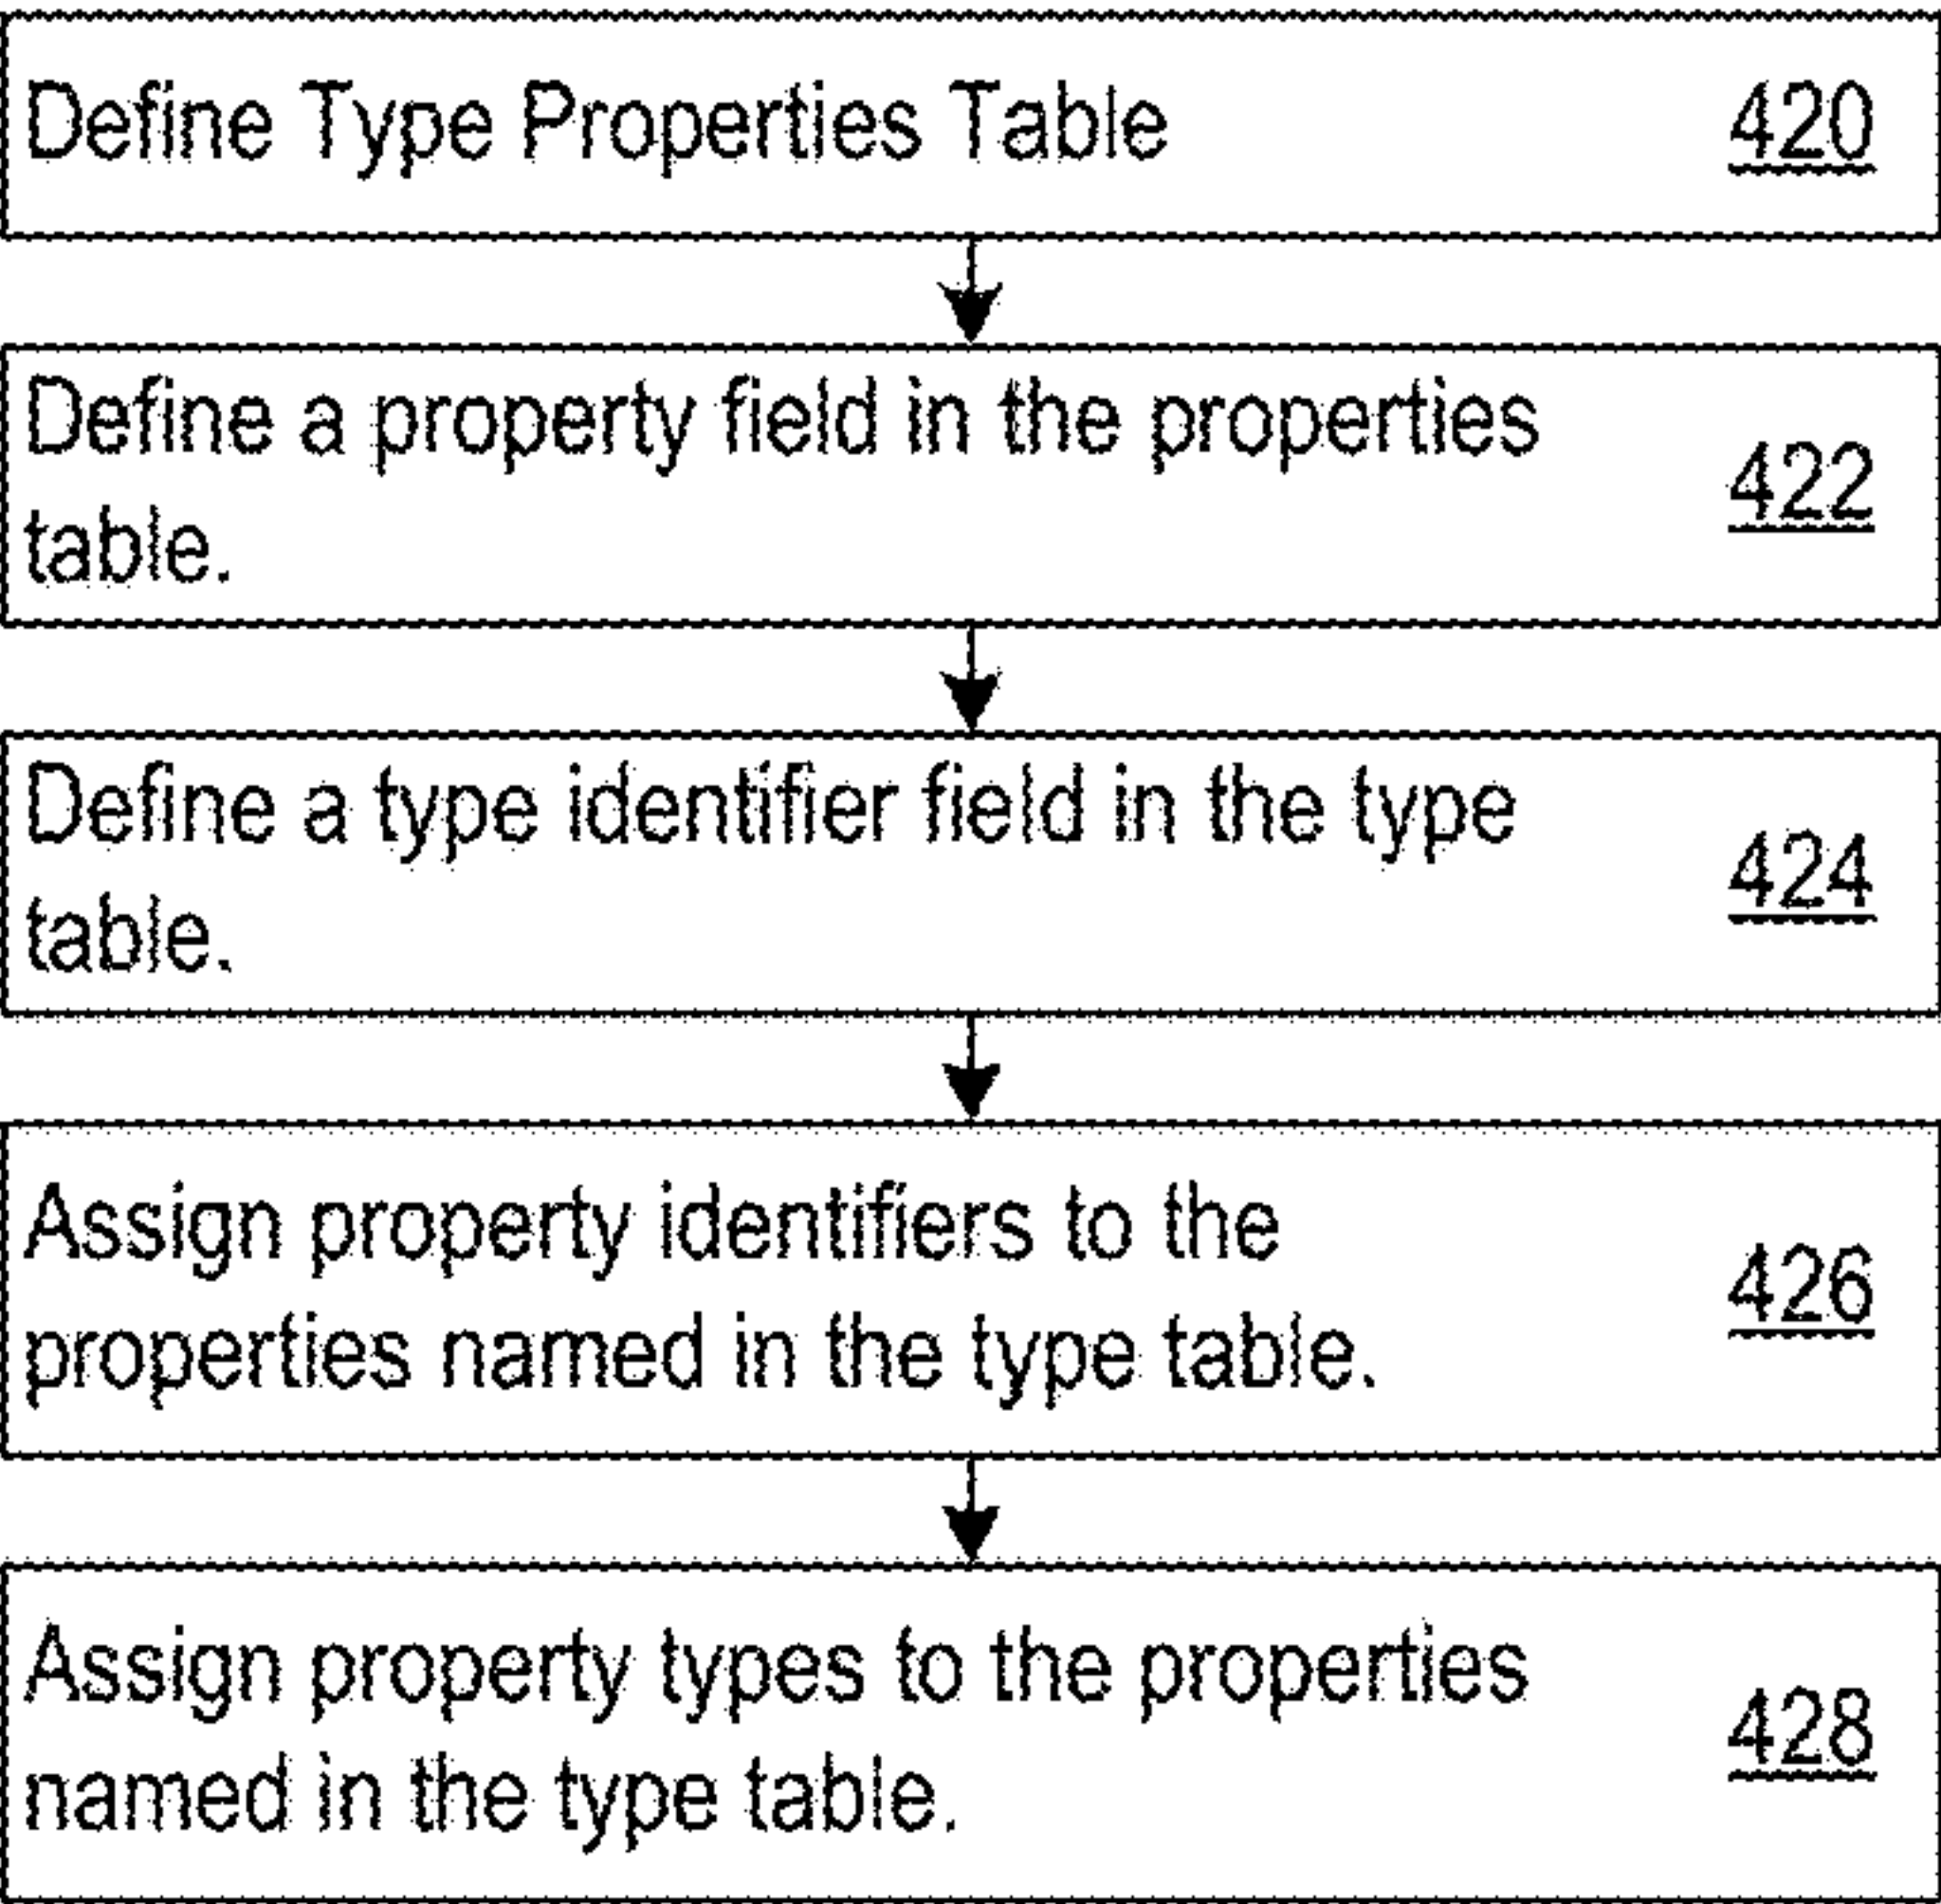 Define Type Properties Table 420
Define a property field in the properties
422
table.
Define a type identifier field in the type
424
table.
Assign property identifiers to the
426
properties named in the type table.
Assign property types to the properties
428
named in the type table.